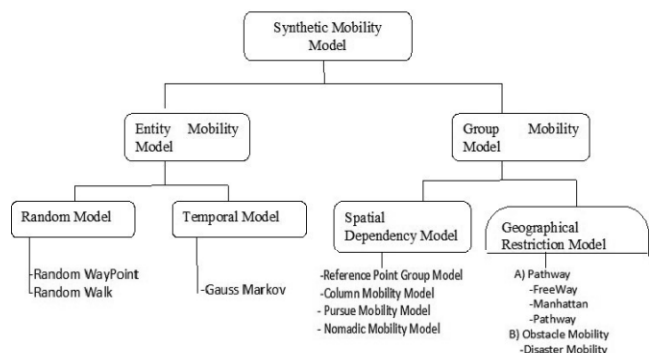 Synthetic Mobility
Model
Entity Mobility
Model
Group Mobility
Model
Random Model
Temporal Model
Spatial
Dependency Model
Geographical
Restriction Model
-Random WayPoint
-Random Walk
-Gauss Markov
-Reference Point Group Model
-Column Mobility Model
- Pursue Mobility Model
- Nomadic Mobility Model
A) Pathway
-FreeWay
-Manhattan
-Pathway
B) Obstacle Mobility
-Disaster Mobility